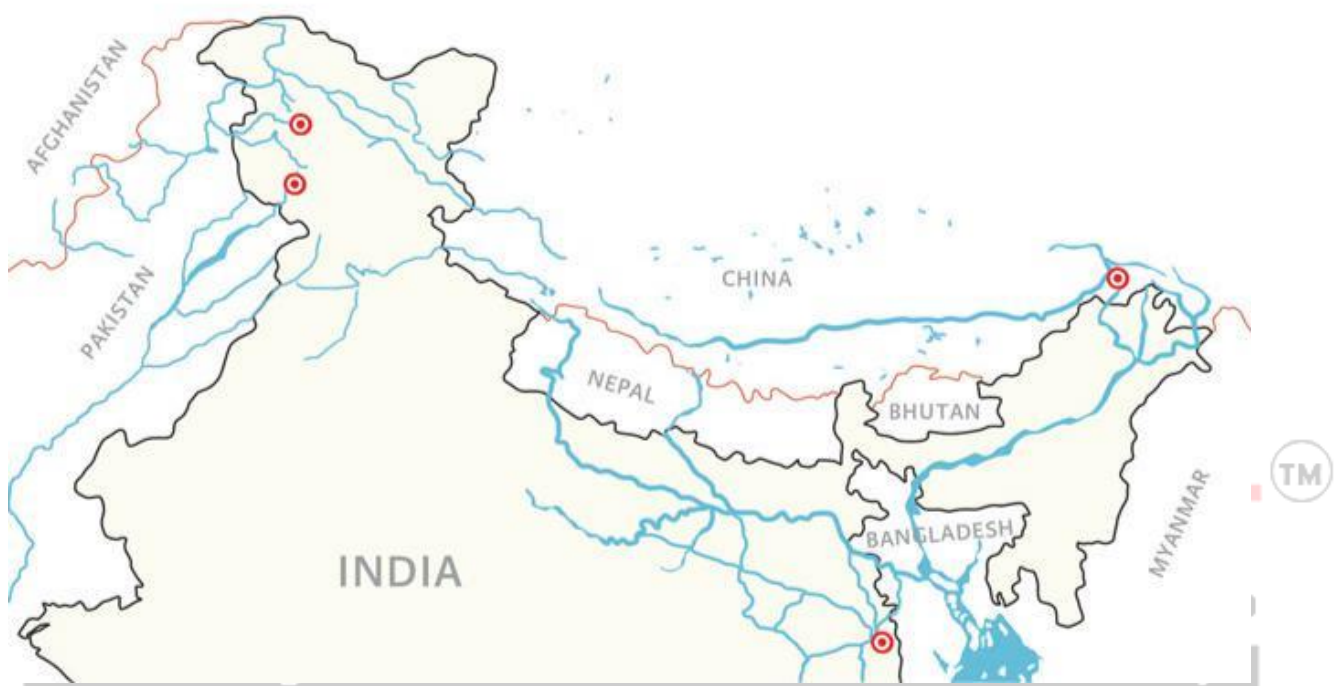 AFGHANISTAN
PAKISTAN
CHINA
NEPAL
BHUTAN
BANGLADESH
INDIA
MYANMAR
TM